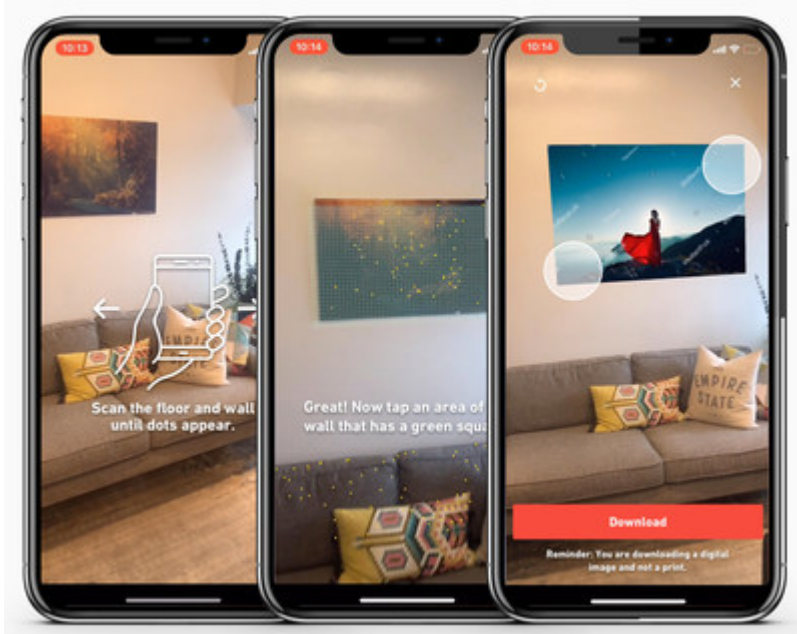 10:13
EMPIRE
Scan the floor and wall
until dots appear.
10:14
Great! Now tap an area of
wall that has a green squa
10:14
EMPIRE
STATE
Download
Reminder: You are downloading a digital
image and not a print.